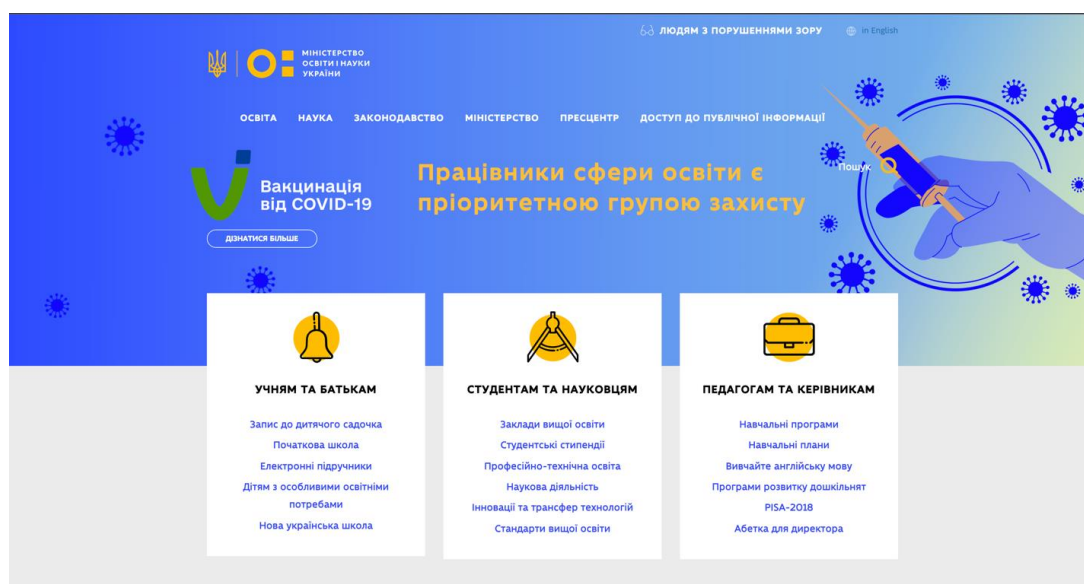 ЛЮДЯМ З ПОРУШЕННЯМИ ЗОРУ
in English
МІНІСТЕРСТВО
ОСВІТИ І НАУКИ
УКРАЇНИ
ОСВІТА НАУКА ЗАКОНОДАВСТВО МІНІСТЕРСТВО ПРЕСЦЕНТР ДОСТУП ДО ПУБЛІЧНОЇ ІНФОРМАЦІЇ
Пошук
Вакцинація
від COVID-19
Працівники сфери освіти є
пріоритетною групою захисту
ДІЗНАТИСЯ БІЛЬШЕ
УЧНЯМ ТА БАТЬКАМ
Запис до дитячого садочка
Початкова школа
Електронні підручники
Дітям з особливими освітніми
потребами
Нова українська школа
СТУДЕНТАМ ТА НАУКОВЦЯМ
Заклади вищої освіти
Студентські стипендії
Професійно-технічна освіта
Наукова діяльність
Інновації та трансфер технологій
Стандарти вищої освіти
ПЕДАГОГАМ ТА КЕРІВНИКАМ
Навчальні програми
Навчальні плани
Вивчайте англійську мову
Програми розвитку дошкільнят
PISA-2018
Абетка для директора